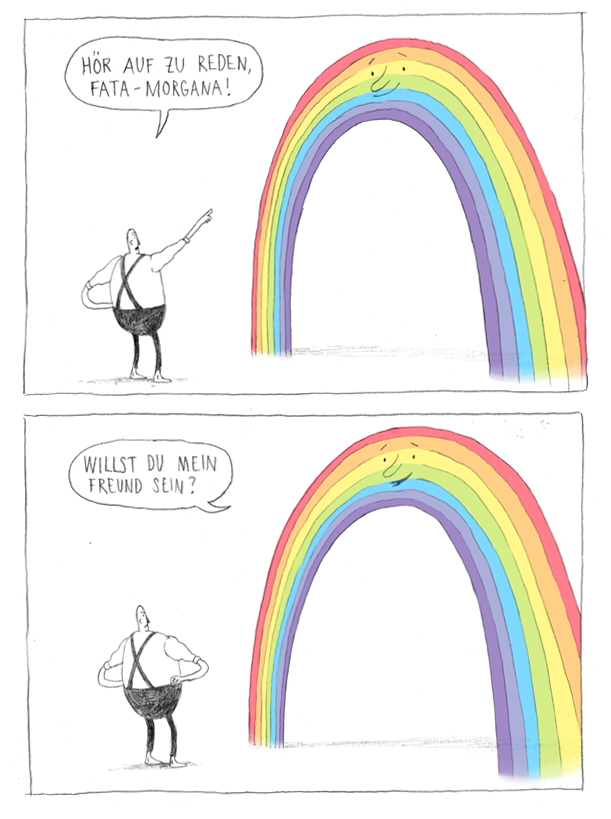 HÖR AUF ZU REDEN,
FATA-MORGANA!
WILLST DU MEIN
FREUND SEIN?